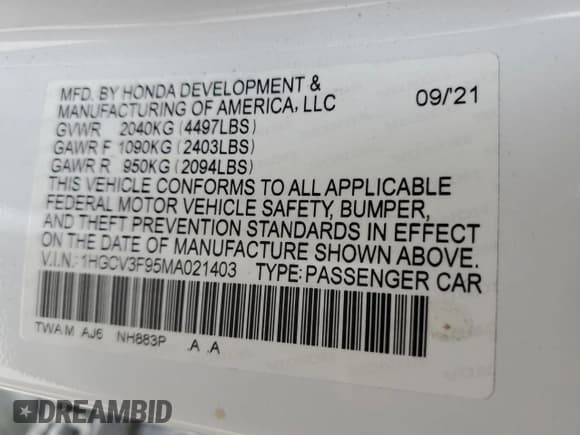 MFD. BY HONDA DEVELOPMENT &
MANUFACTURING OF AMERICA, LLC 09/'21
GVWR 2040KG (4497LBS)
GAWR F 1090KG (2403LBS)
GAWR R 950KG (2094LBS)
THIS VEHICLE CONFORMS TO ALL APPLICABLE
FEDERAL MOTOR VEHICLE SAFETY, BUMPER,
AND THEFT PREVENTION STANDARDS IN EFFECT
ON THE DATE OF MANUFACTURE SHOWN ABOVE.
V.I.N.: 1HGCV3F95MA021403 TYPE: PASSENGER CAR
TWA M AJ6 NH883P .A .A
DREAMBID